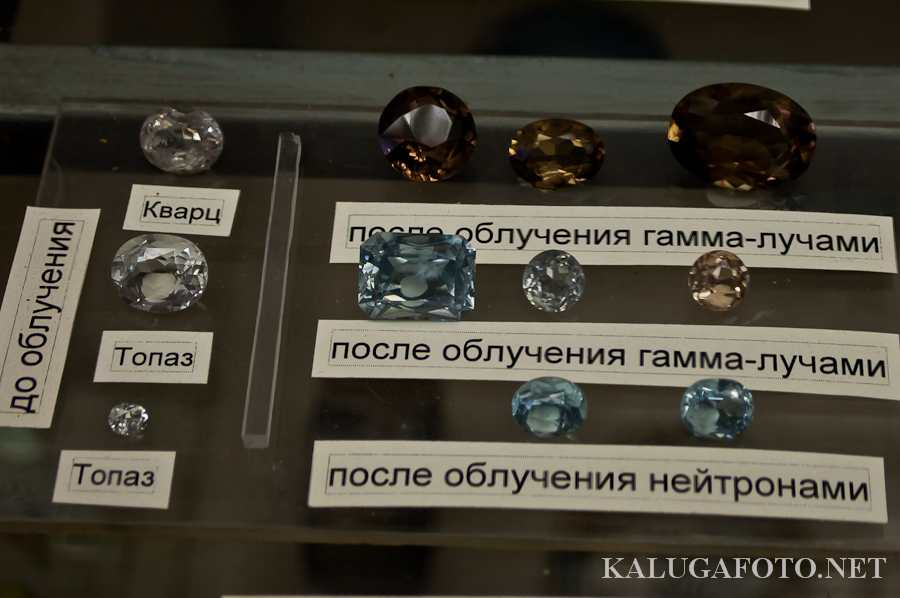 до облучения
Кварц
после облучения гамма-лучами
Топаз
после облучения гамма-лучами
Топаз
после облучения нейтронами
KALUGAFOTO.NET